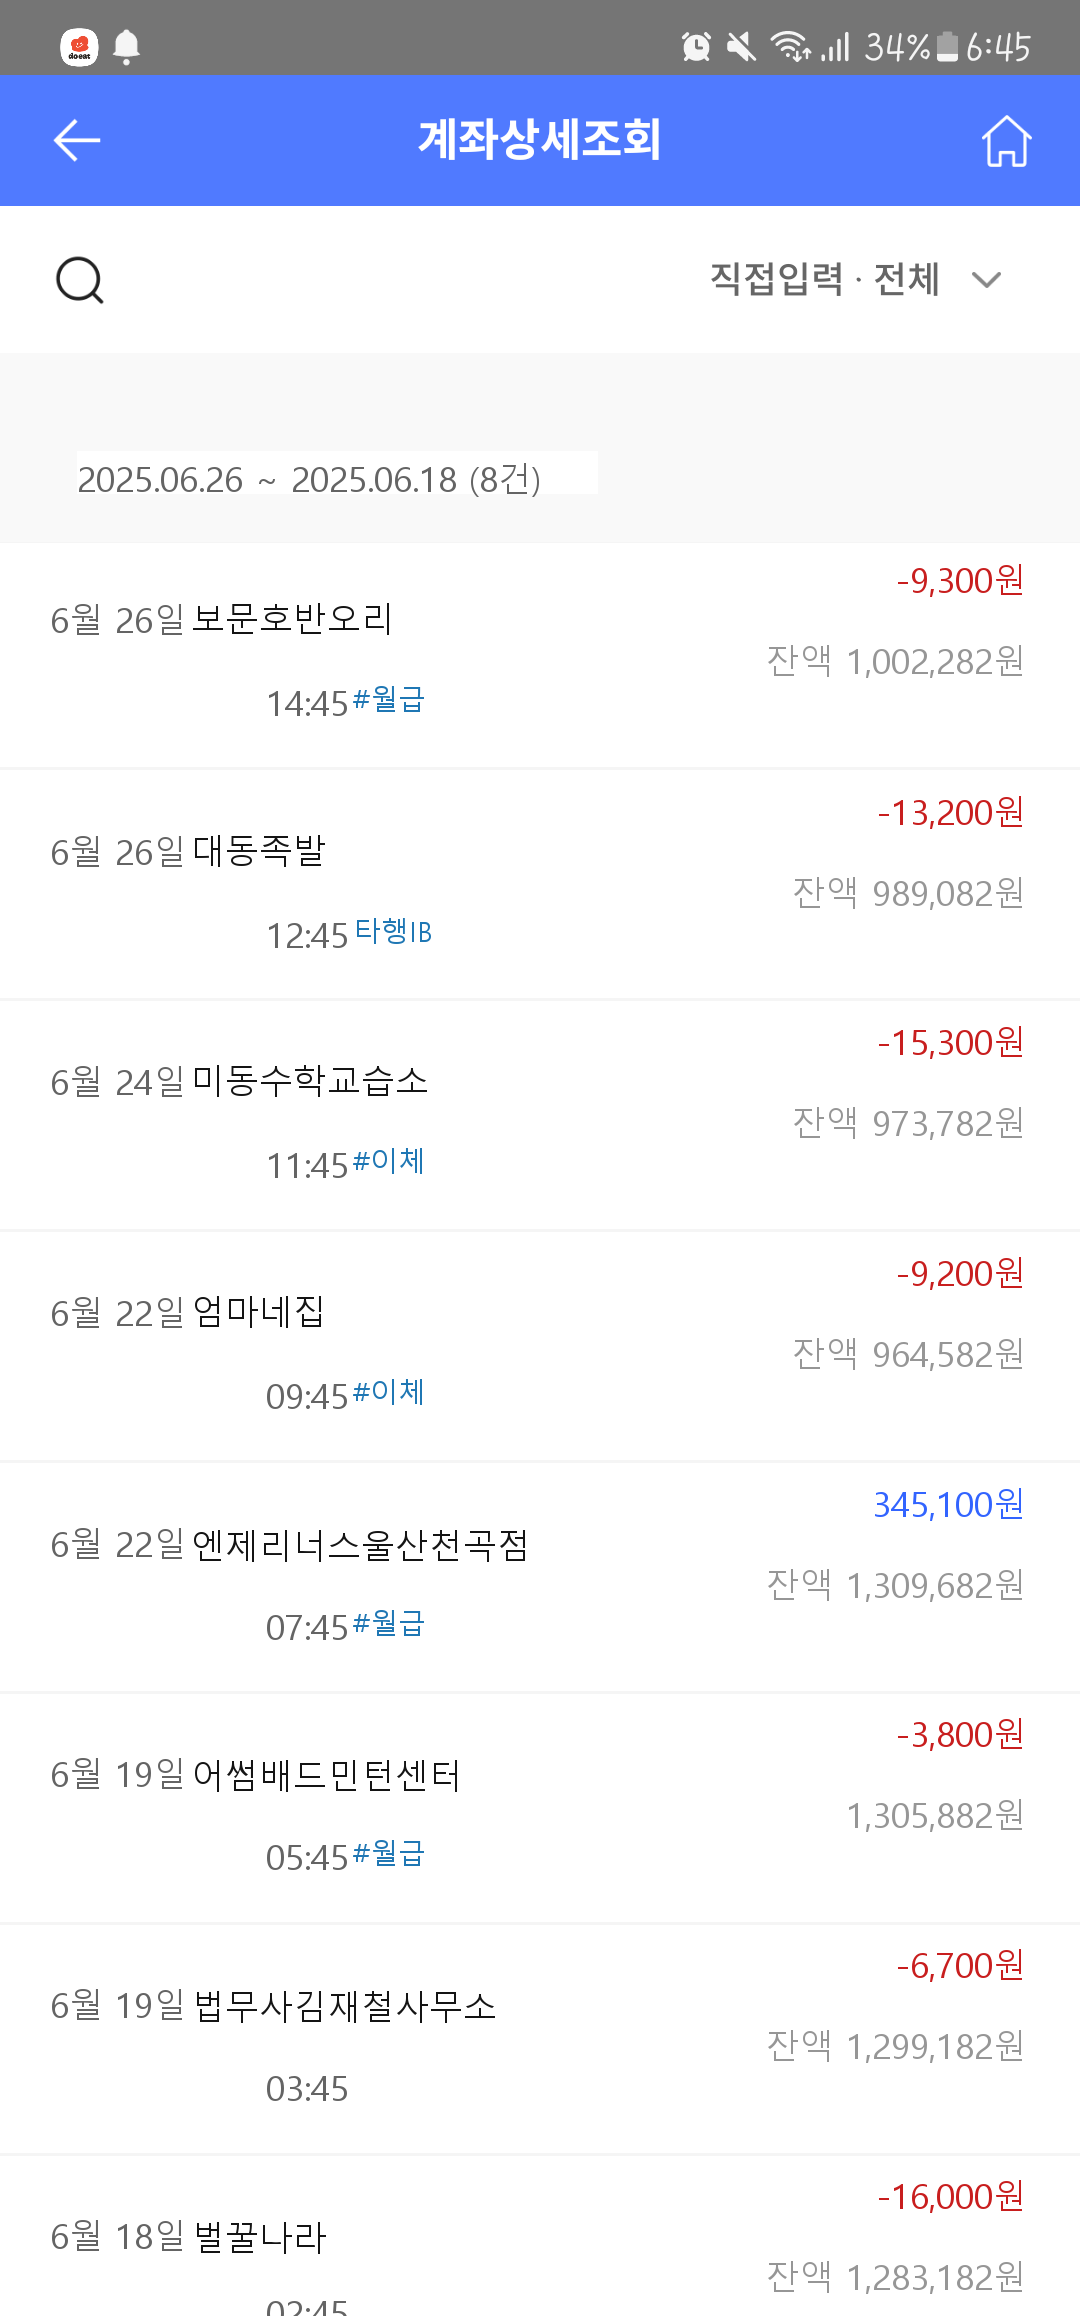 doeat 34% 6:45
계좌상세조회
직접입력 · 전체
2025.06.26 ~ 2025.06.18 (8건)
-9,300원
6월 26일 보문호반오리
잔액 1,002,282원
14:45 #월급
-13,200원
6월 26일 대동족발
잔액 989,082원
12:45 타행IB
-15,300원
6월 24일 미동수학교습소
잔액 973,782원
11:45 #이체
-9,200원
6월 22일 엄마네집
잔액 964,582원
09:45 #이체
345,100원
6월 22일 엔제리너스울산천곡점
잔액 1,309,682원
07:45 #월급
-3,800원
6월 19일 어썸배드민턴센터
1,305,882원
05:45 #월급
-6,700원
6월 19일 법무사김재철사무소
잔액 1,299,182원
03:45
-16,000원
6월 18일 벌꿀나라
잔액 1,283,182원
02:45